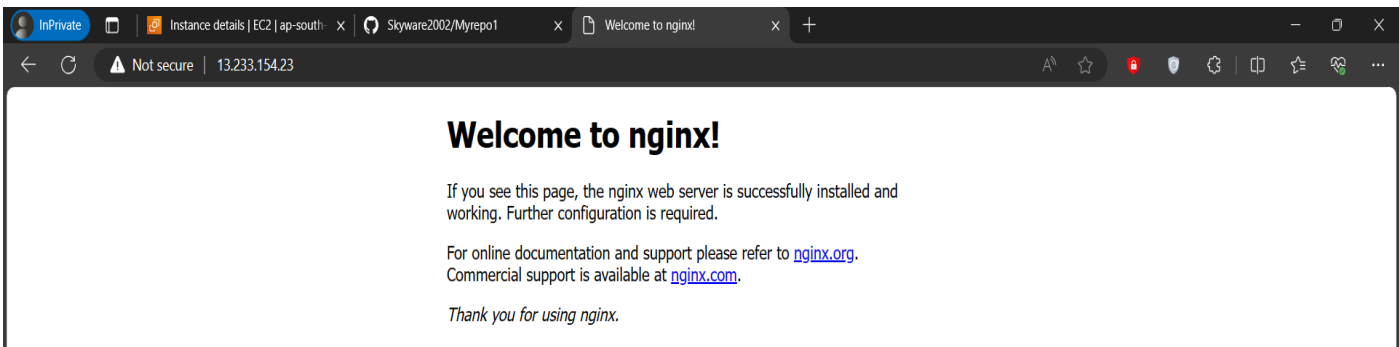 InPrivate
Instance details | EC2 | ap-south-
Skyware2002/Myrepo1
Welcome to nginx!
Not secure
13.233.154.23
Welcome to nginx!
If you see this page, the nginx web server is successfully installed and
working. Further configuration is required.
For online documentation and support please refer to nginx.org.
Commercial support is available at nginx.com.
Thank you for using nginx.